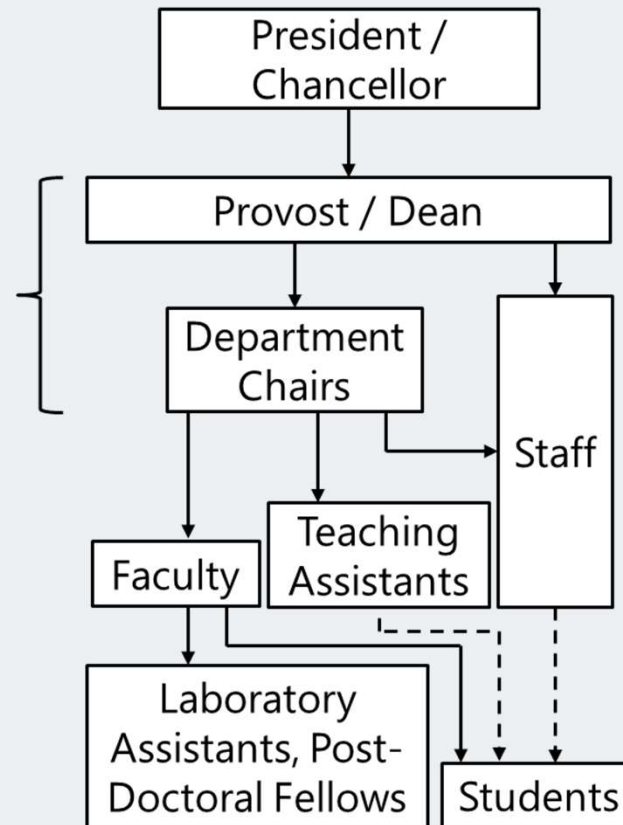 President /
Chancellor
Provost / Dean
Department
Chairs
Staff
Teaching
Assistants
Faculty
Laboratory
Assistants, Post-
Doctoral Fellows
Students